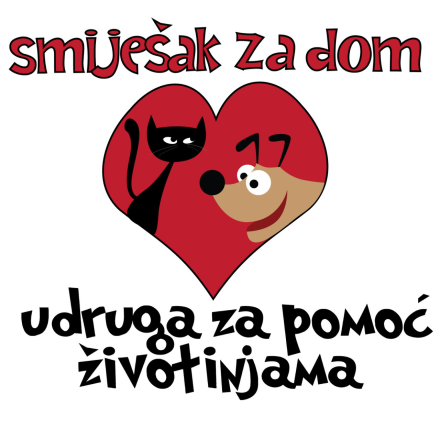 smiješak za dom
udruga za pomoć
životinjama